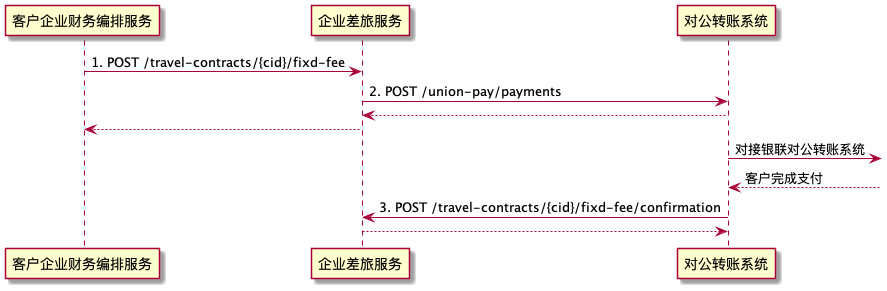 客户企业财务编排服务 企业差旅服务 对公转账系统
1. POST /travel-contracts/{cid}/fixd-fee
2. POST /union-pay/payments
对接银联对公转账系统
客户完成支付
3. POST /travel-contracts/{cid}/fixd-fee/confirmation
客户企业财务编排服务 企业差旅服务 对公转账系统